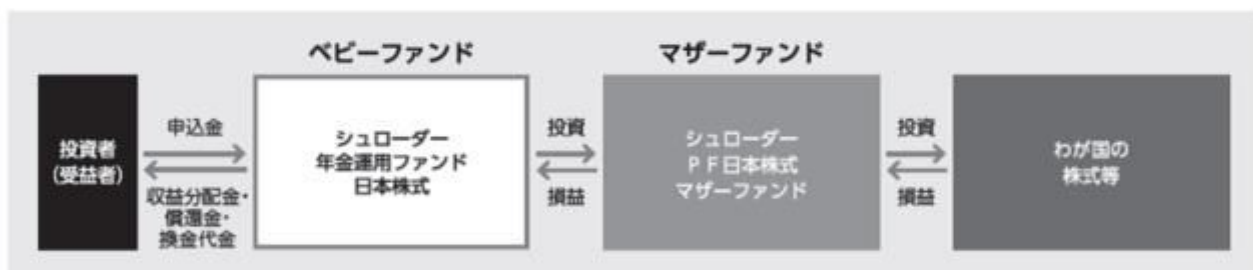 ベビーファンド
マザーファンド
投資者
(受益者)
申込金
収益分配金・
償還金・
換金代金
シュローダー
年金運用ファンド
日本株式
投資
損益
シュローダー
ＰＦ日本株式
マザーファンド
投資
損益
わが国の
株式等